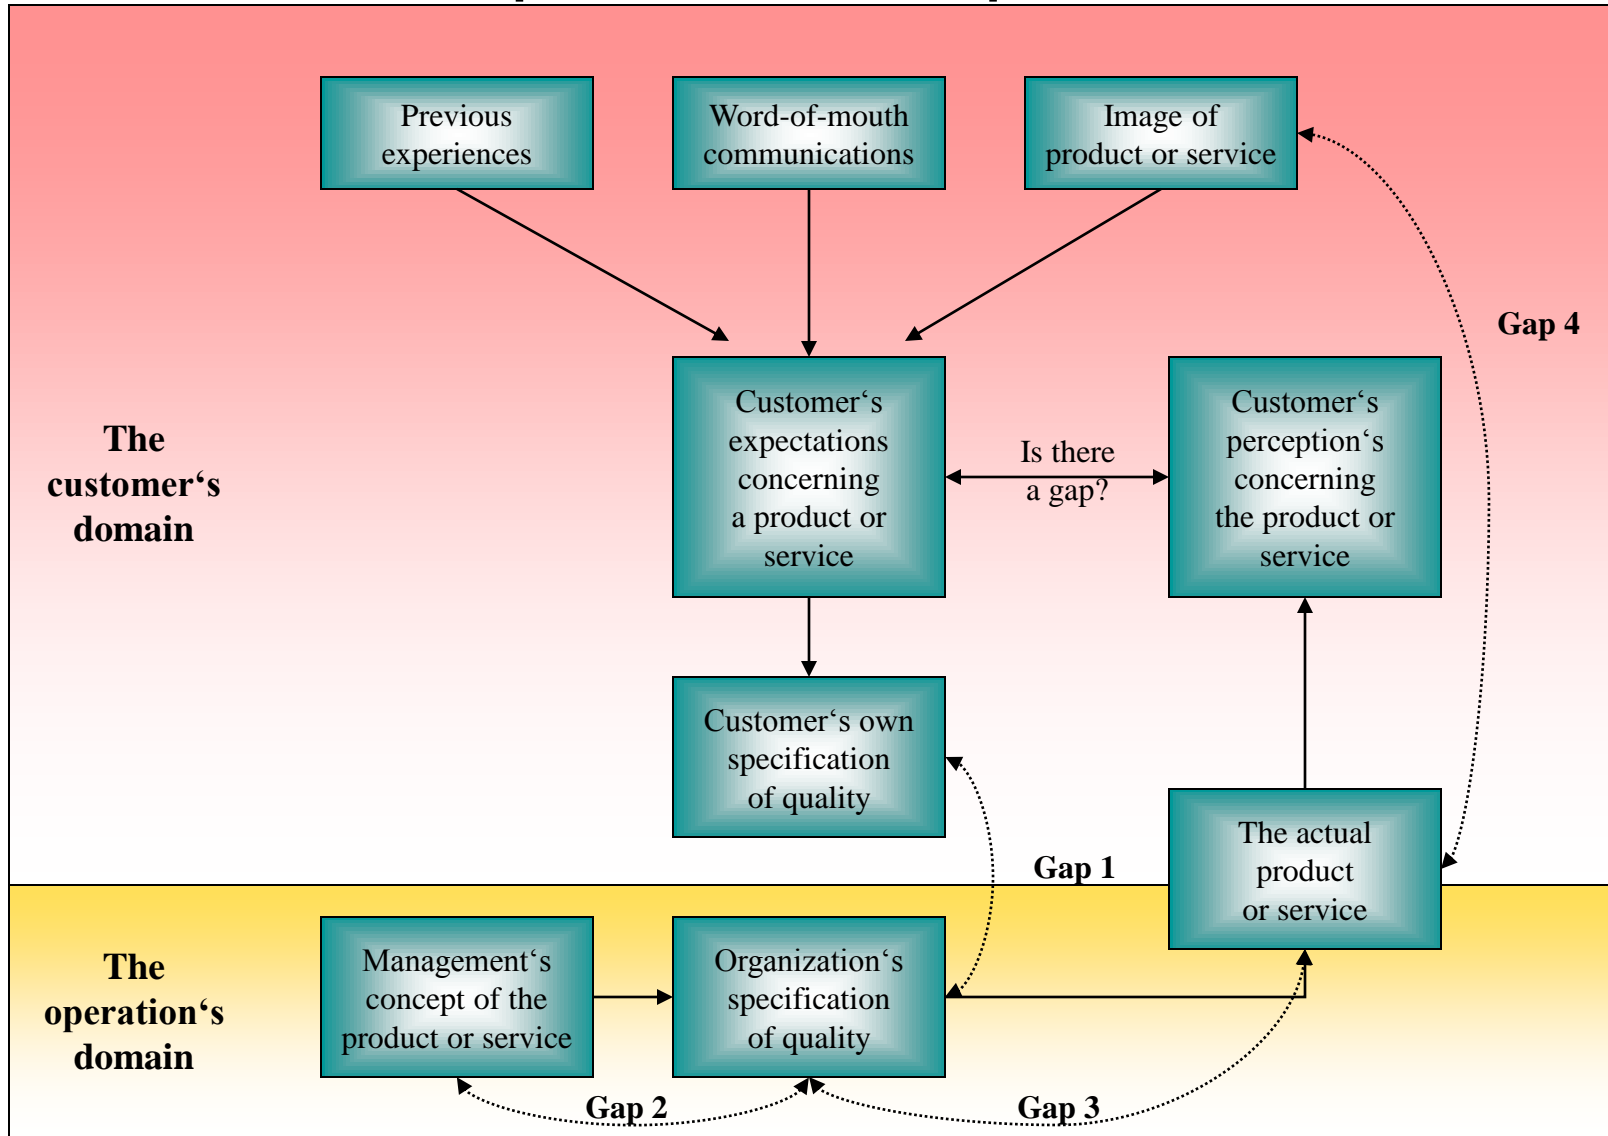 Previous
experiences
Word-of-mouth
communications
Image of
product or service
Gap 4
The
customer‘s
domain
Customer‘s
expectations
concerning
a product or
service
Is there
a gap?
Customer‘s
perception‘s
concerning
the product or
service
Customer‘s own
specification
of quality
Gap 1
The actual
product
or service
The
operation‘s
domain
Management‘s
concept of the
product or service
Organization‘s
specification
of quality
Gap 2
Gap 3